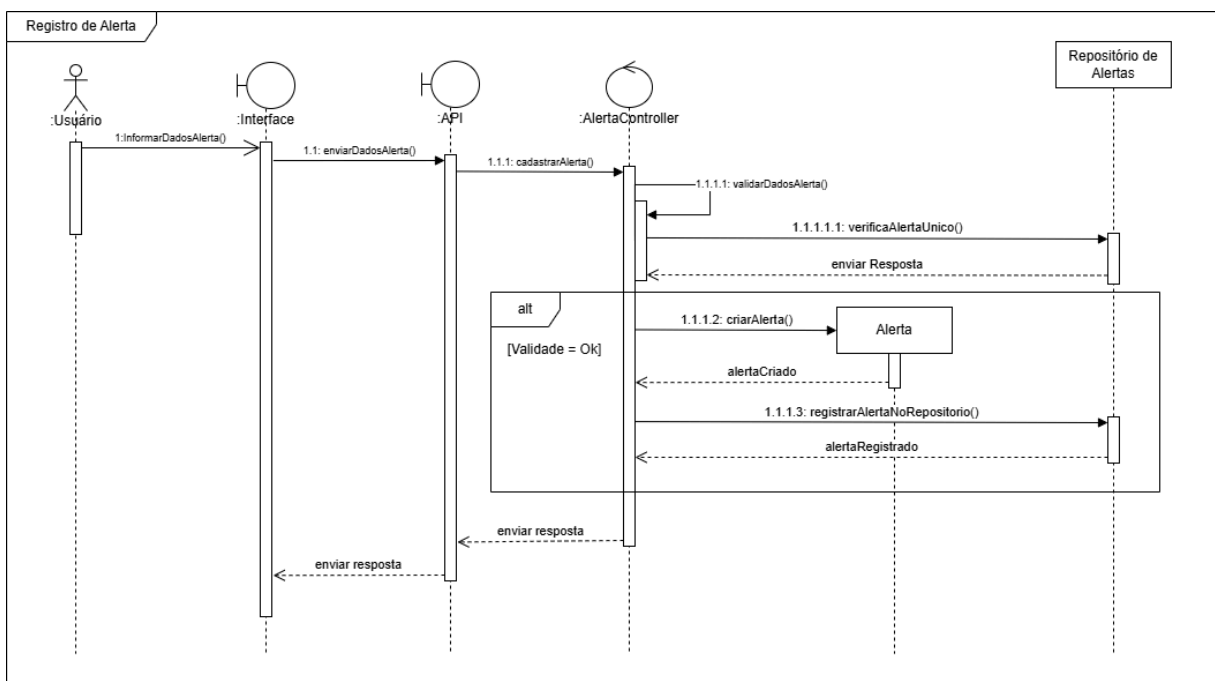 Registro de Alerta
Repositório de
Alertas
:Usuário
:Interface
:API
:AlertaController
1:InformarDadosAlerta()
1.1: enviarDadosAlerta()
1.1.1: cadastrarAlerta()
1.1.1.1: validarDadosAlerta()
1.1.1.1.1: verificaAlertaUnico()
enviar Resposta
alt
1.1.1.2: criarAlerta()
Alerta
[Validade = Ok]
alertaCriado
1.1.1.3: registrarAlertaNoRepositorio()
alertaRegistrado
enviar resposta
enviar resposta